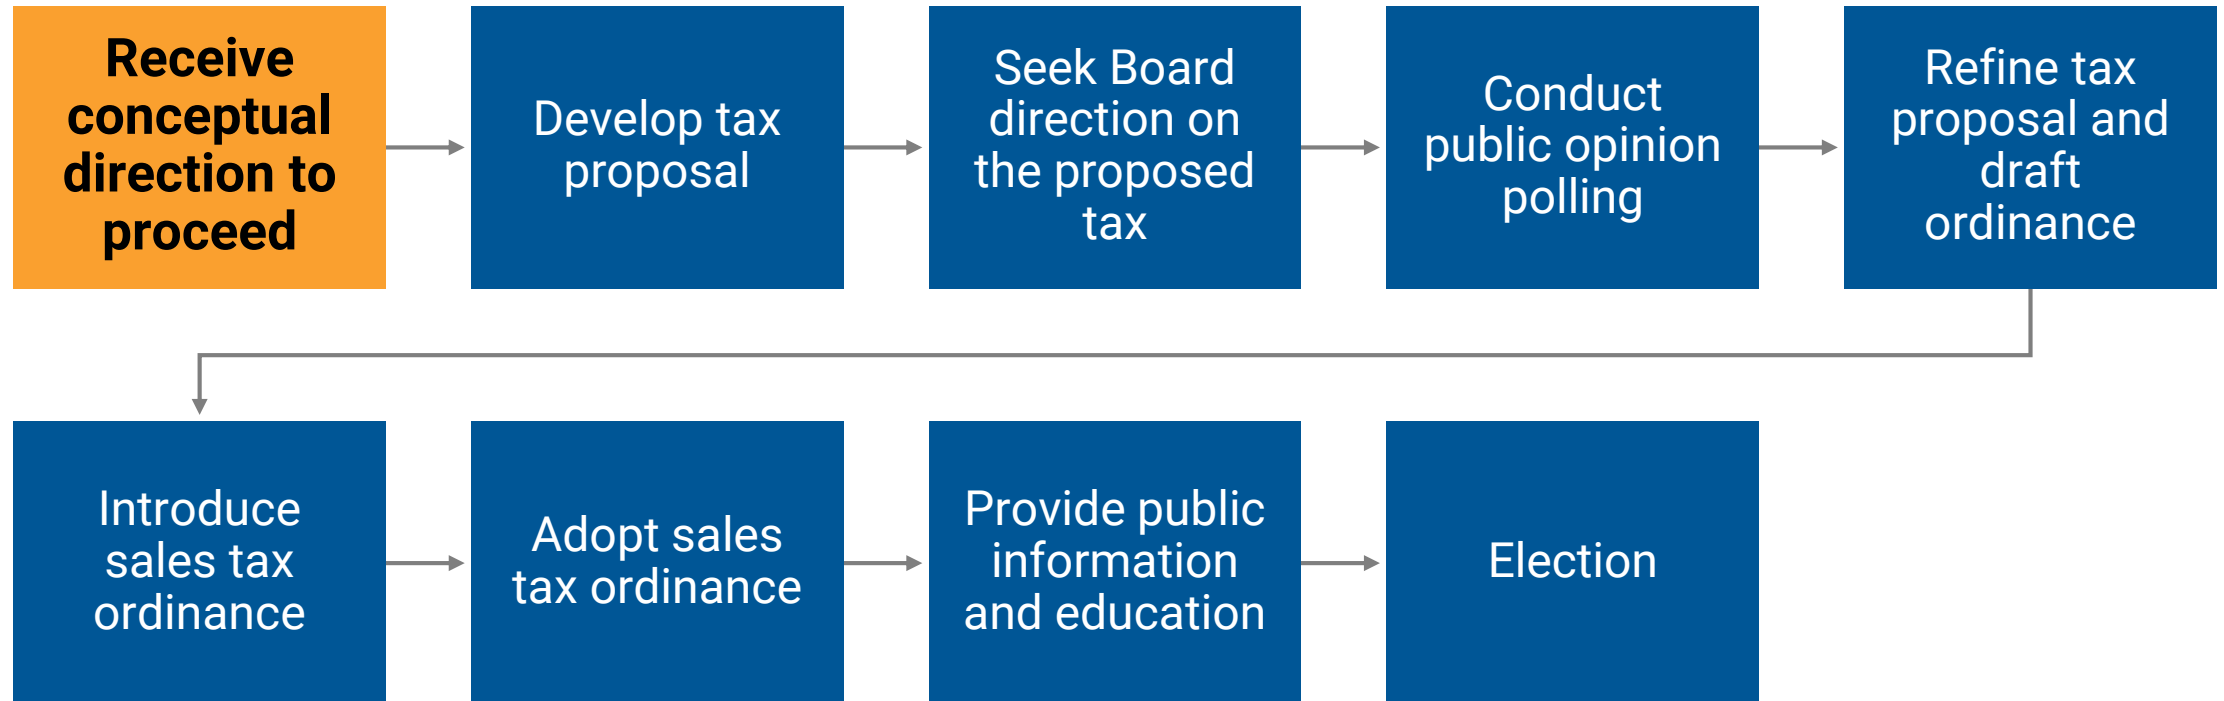 Receive
conceptual
direction to
proceed
Develop tax
proposal
Seek Board
direction on
the proposed
tax
Conduct
public opinion
polling
Refine tax
proposal and
draft
ordinance
Introduce
sales tax
ordinance
Adopt sales
tax ordinance
Provide public
information
and education
Election